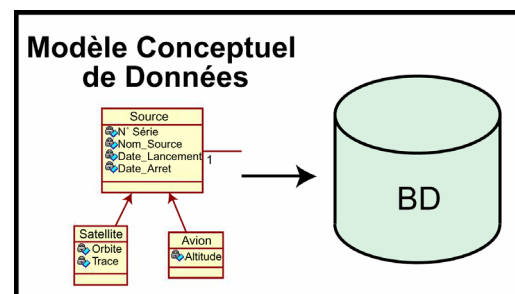 Modèle Conceptuel
de Données
Source
N° Série
Nom_Source
Date_Lancement
1
Date_Arret
BD
Satellite
Orbite
Trace
Avion
Altitude